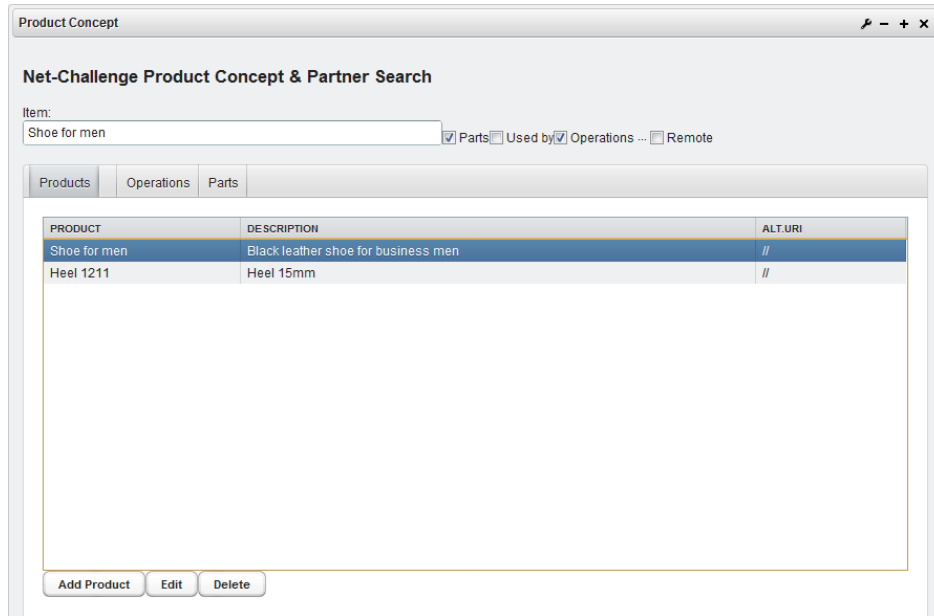 Product Concept
Net-Challenge Product Concept & Partner Search
Item:
Shoe for men Parts Used by Operations ... Remote
Products Operations Parts
PRODUCT DESCRIPTION ALT.URI
Shoe for men Black leather shoe for business men //
Heel 1211 Heel 15mm //
Add Product Edit Delete